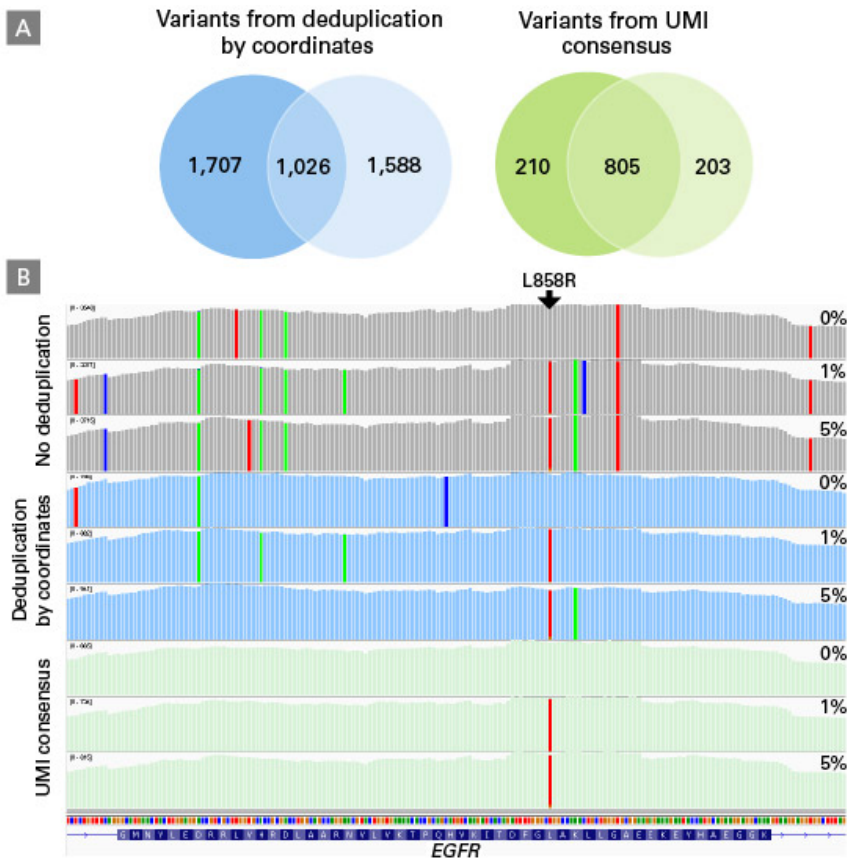 A
Variants from deduplication
by coordinates
Variants from UMI
consensus
1,707
1,026
1,588
210
805
203
B
L858R
No deduplication
0%
1%
5%
Deduplication
by coordinates
0%
1%
5%
UMI consensus
0%
1%
5%
EGFR